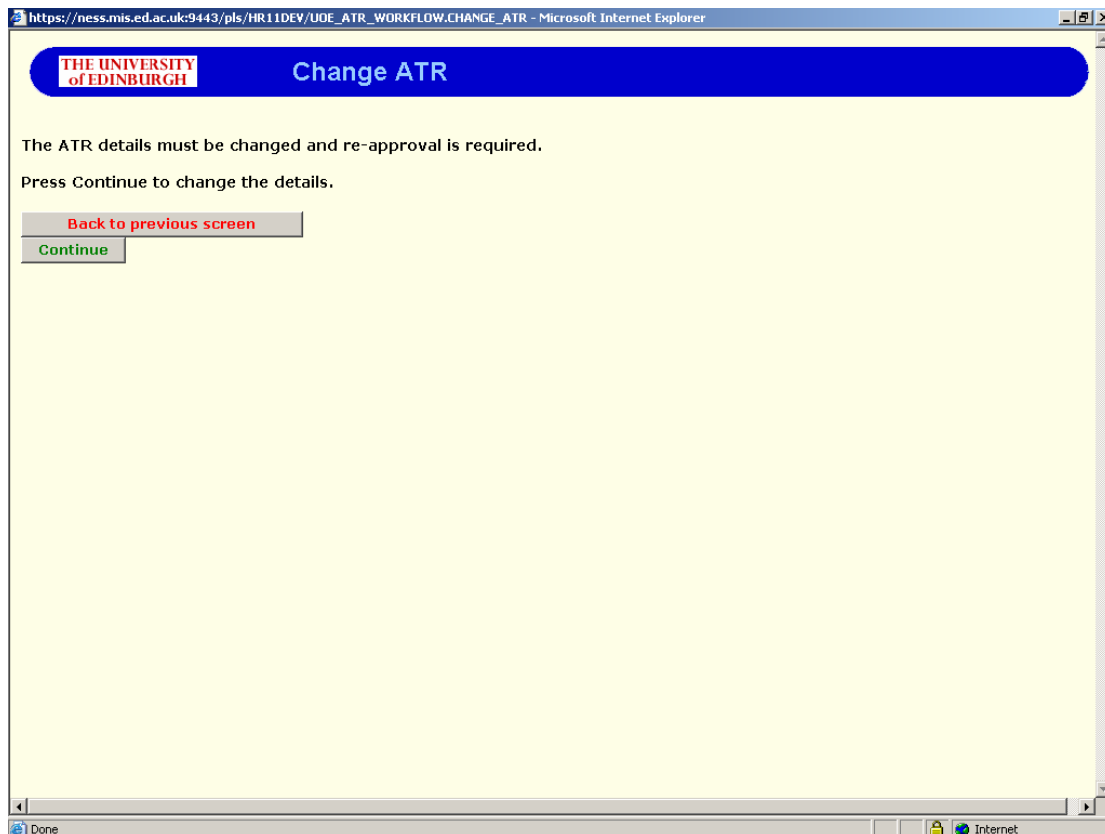 https://ness.mis.ed.ac.uk:9443/pls/HR11DEV/UOE_ATR_WORKFLOW.CHANGE_ATR - Microsoft Internet Explorer
THE UNIVERSITY
of EDINBURGH
Change ATR
The ATR details must be changed and re-approval is required.
Press Continue to change the details.
Back to previous screen
Continue
Done
Internet